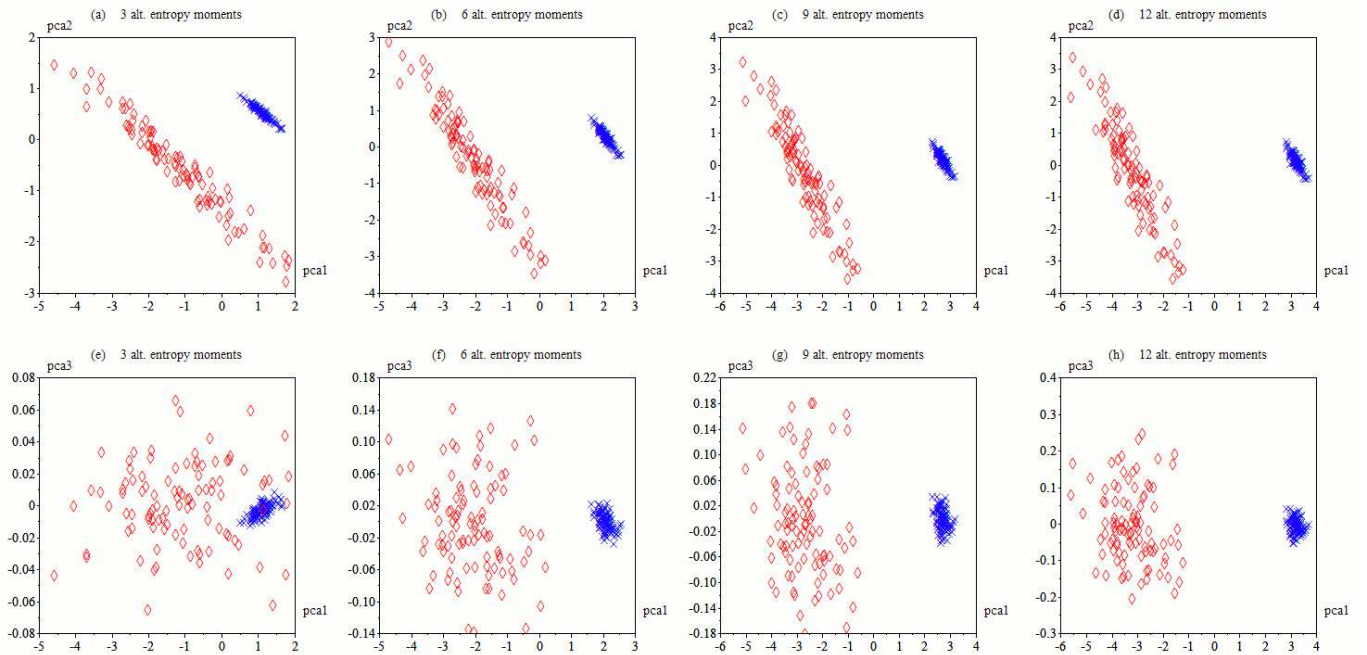 (a) 3 alt. entropy moments
pca2
2
1
0
-1
-2
-3
pca1
-5 -4 -3 -2 -1 0 1 2
(b) 6 alt. entropy moments
pca2
3
2
1
0
-1
-2
-3
4
pca1
-5 -4 -3 -2 -1 0 1 2 3
(c) 9 alt. entropy moments
pca2
4
3
2
1
0
-1
-2
-3
-4
pca1
-6 -5 -4 -3 -2 -1 0 1 2 3 4
(d) 12 alt. entropy moments
pca2
4
3
2
1
0
-1
-2
-3
-4
pca1
-6 -5 -4 -3 -2 -1 0 1 2 3 4
(e) 3 alt. entropy moments
pca3
0.08
0.06
0.04
0.02
0
-0.02
-0.04
-0.06
-0.08
pca1
-5 -4 -3 -2 -1 0 1 2
(f) 6 alt. entropy moments
pca3
0.18
0.14
0.10
0.06
0.02
-0.02
-0.06
-0.10
-0.14
pca1
-5 -4 -3 -2 -1 0 1 2 3
(g) 9 alt. entropy moments
pca3
0.22
0.18
0.14
0.10
0.06
0.02
-0.02
-0.06
-0.10
-0.14
-0.18
pca1
-6 -5 -4 -3 -2 -1 0 1 2 3 4
(h) 12 alt. entropy moments
pca3
0.4
0.3
0.2
0.1
0
-0.1
-0.2
-0.3
pca1
-6 -5 -4 -3 -2 -1 0 1 2 3 4